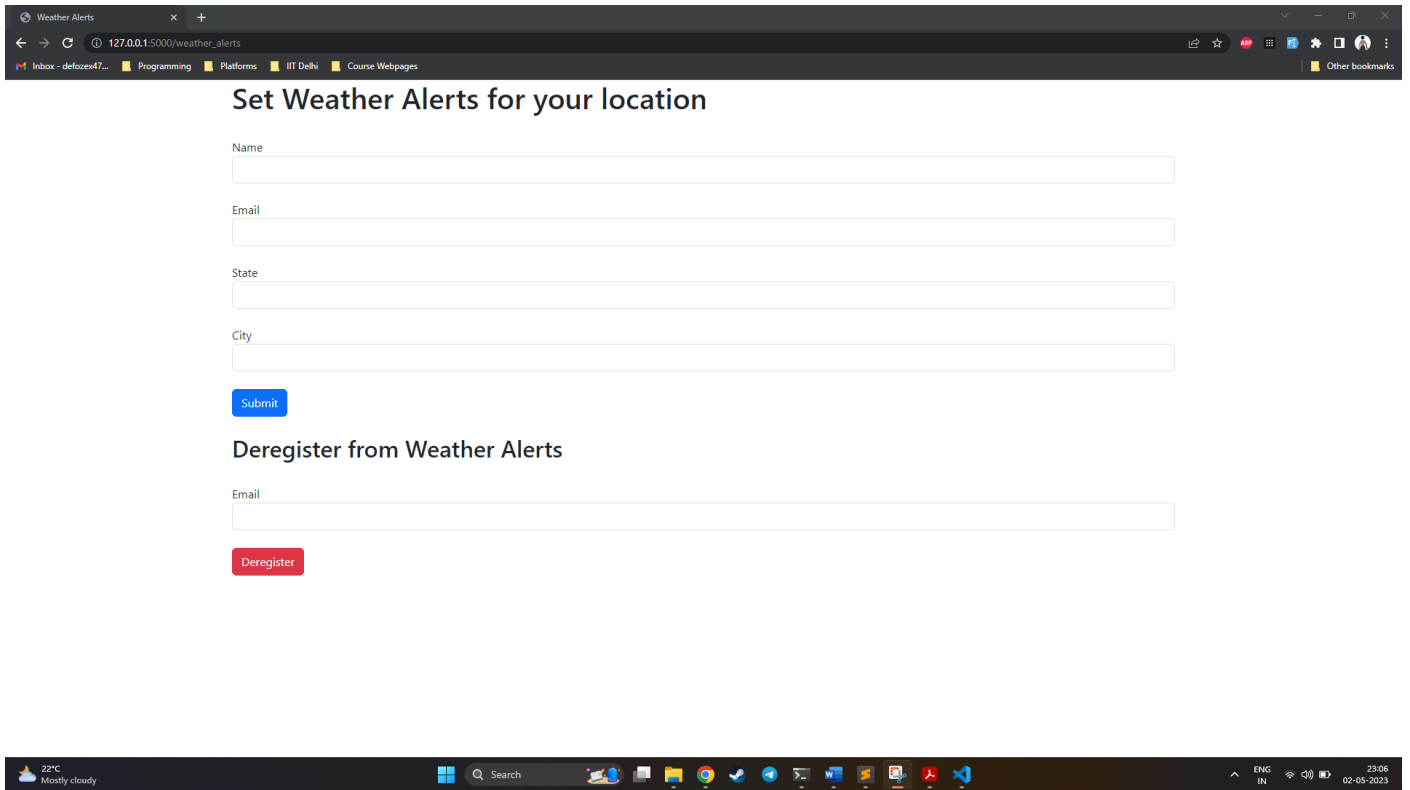 Weather Alerts
127.0.0.1:5000/weather_alerts
ABP
Inbox - defozex47... Programming Platforms IIT Delhi Course Webpages Other bookmarks
Set Weather Alerts for your location
Name
Email
State
City
Submit
Deregister from Weather Alerts
Email
Deregister
22°C
Mostly cloudy
Search
ENG
IN
23:06
02-05-2023